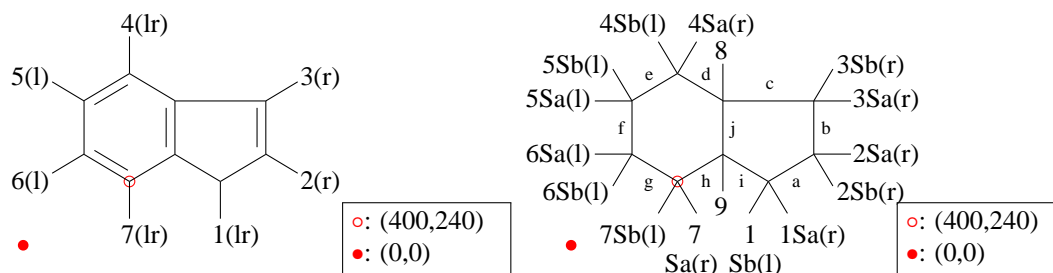 4(lr)
5(l)
3(r)
6(l)
2(r)
7(lr)
1(lr)
: (400,240)
: (0,0)
4Sb(l) 4Sa(r)
8
5Sb(l)
3Sb(r)
e
d
c
5Sa(l)
3Sa(r)
f
j
b
6Sa(l)
2Sa(r)
g
h
i
a
6Sb(l)
2Sb(r)
9
7Sb(l) 7 1 1Sa(r)
Sa(r) Sb(l)
: (400,240)
: (0,0)